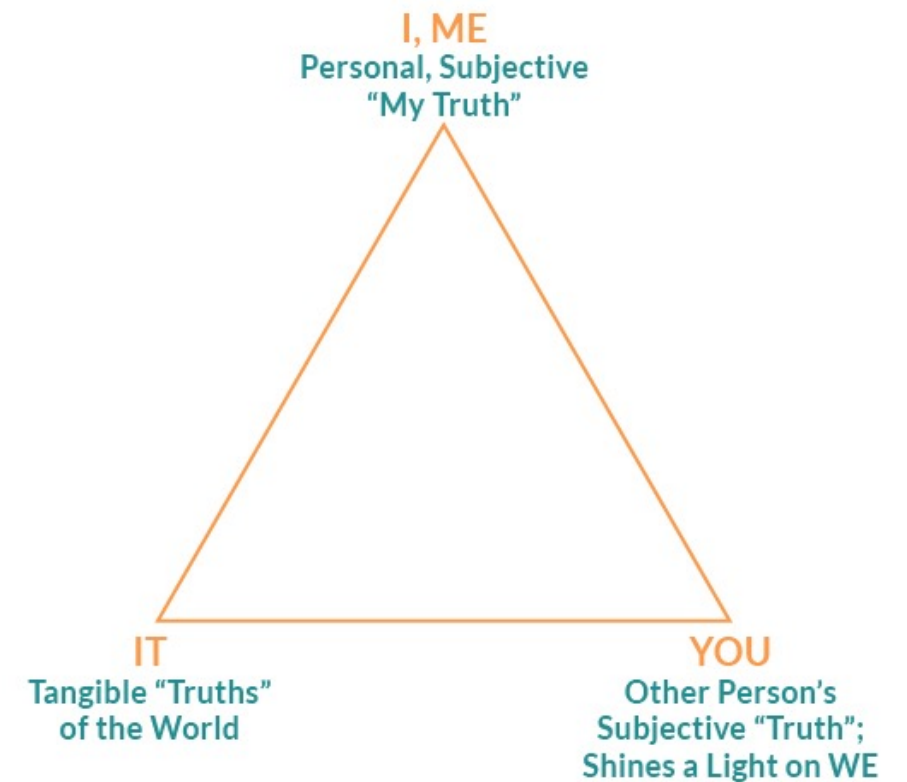 I, ME
Personal, Subjective
“My Truth”
IT
Tangible “Truths”
of the World
YOU
Other Person’s
Subjective “Truth”;
Shines a Light on WE